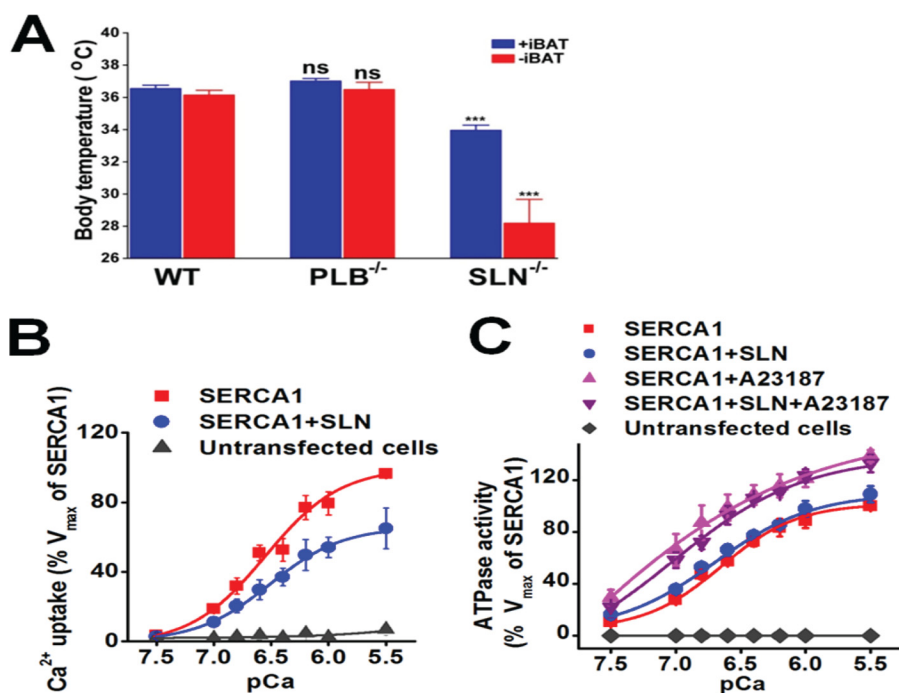 A
Body temperature (°C)
40
38
36
34
32
30
28
26
+iBAT
-iBAT
ns
ns
***
***
WT
PLB-/-
SLN-/-
B
SERCA1
SERCA1+SLN
Untransfected cells
Ca2+ uptake (% Vmax of SERCA1)
120
80
40
0
7.5
7.0
6.5
6.0
5.5
pCa
C
SERCA1
SERCA1+SLN
SERCA1+A23187
SERCA1+SLN+A23187
Untransfected cells
ATPase activity
(% Vmax of SERCA1)
120
80
40
0
7.5
7.0
6.5
6.0
5.5
pCa